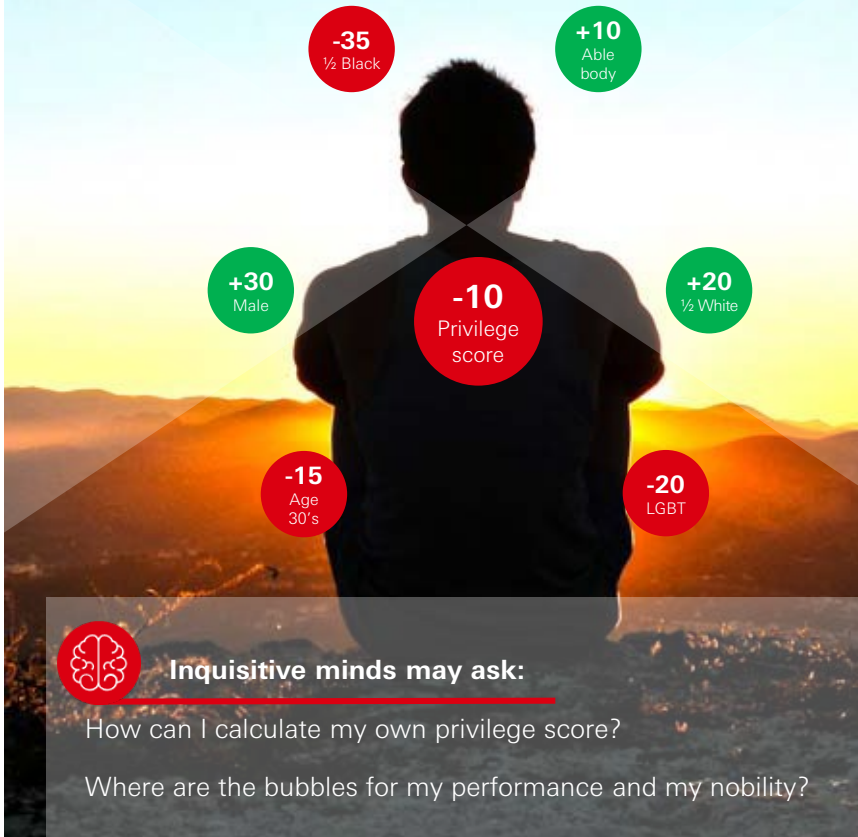 -35
½ Black
+10
Able
body
+30
Male
-10
Privilege
score
+20
½ White
-15
Age
30's
-20
LGBT
Inquisitive minds may ask:
How can I calculate my own privilege score?
Where are the bubbles for my performance and my nobility?